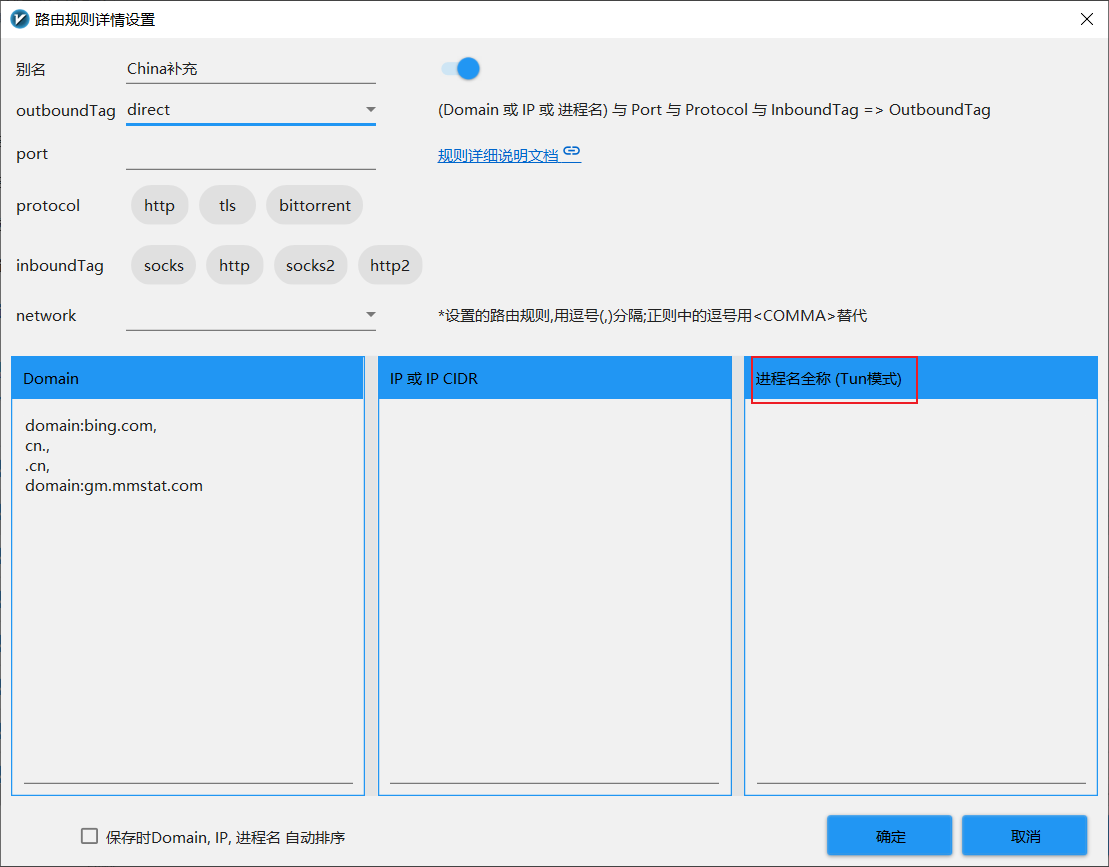 路由规则详情设置
别名 China补充
outboundTag direct (Domain 或 IP 或 进程名) 与 Port 与 Protocol 与 InboundTag => OutboundTag
port 规则详细说明文档
protocol http tls bittorrent
inboundTag socks http socks2 http2
network *设置的路由规则,用逗号(,)分隔;正则中的逗号用<COMMA>替代
Domain IP 或 IP CIDR 进程名全称 (Tun模式)
domain:bing.com,
cn.,
.cn,
domain:gm.mmstat.com
保存时Domain, IP, 进程名 自动排序 确定 取消